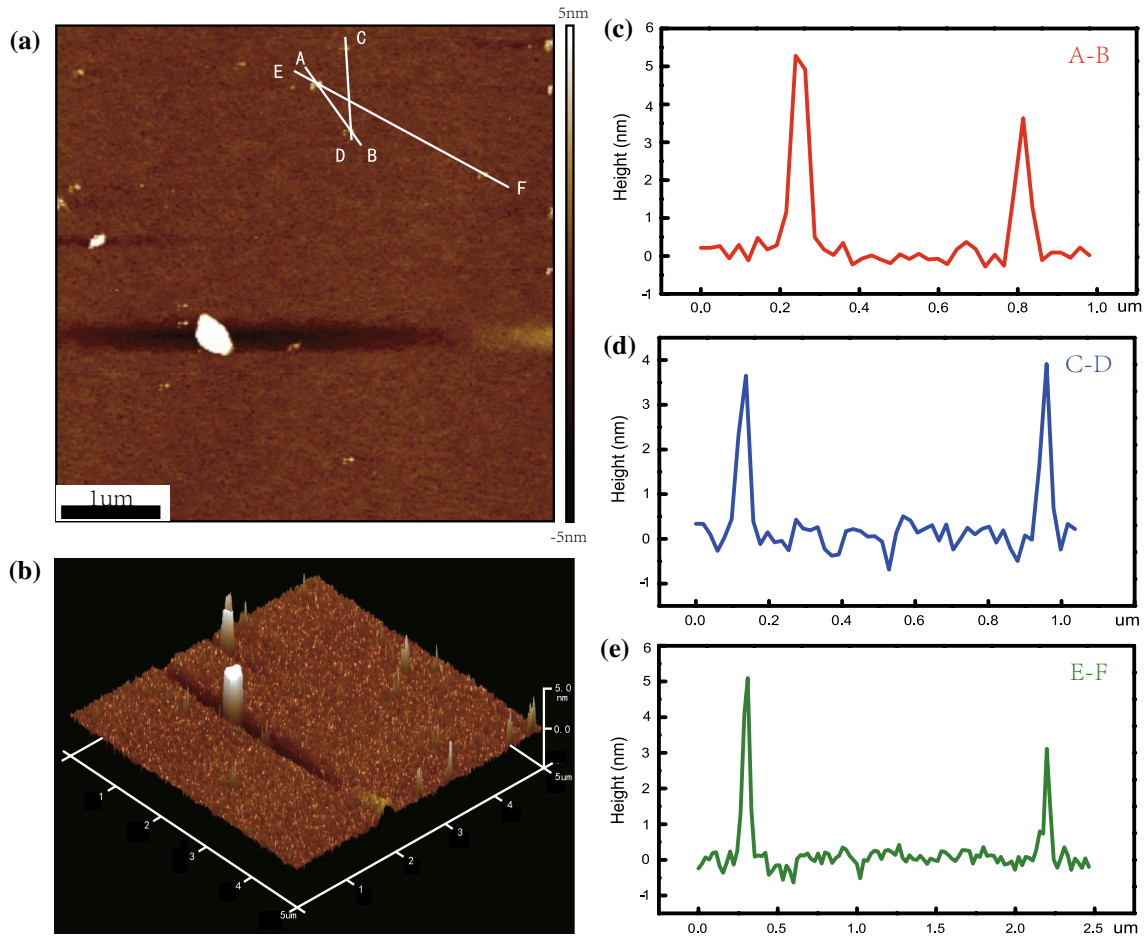 (a)
5nm
C
A
E
D
B
F
1um
-5nm
(b)
5.0
nm
0.0
5um
4
3
2
1
1
2
3
4
5um
(c)
A-B
Height (nm)
6
5
4
3
2
1
0
-1
0.0 0.2 0.4 0.6 0.8 1.0 um
(d)
C-D
Height (nm)
4
3
2
1
0
-1
0.0 0.2 0.4 0.6 0.8 1.0 um
(e)
E-F
Height (nm)
6
5
4
3
2
1
0
-1
0.0 0.5 1.0 1.5 2.0 2.5 um